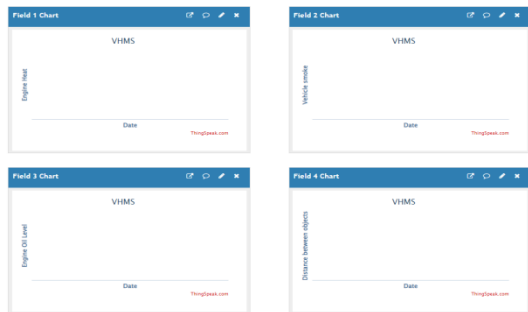 Field 1 Chart
VHMS
Engine Heat
Date
ThingSpeak.com
Field 2 Chart
VHMS
Vehicle smoke
Date
ThingSpeak.com
Field 3 Chart
VHMS
Engine Oil Level
Date
ThingSpeak.com
Field 4 Chart
VHMS
Distance between objects
Date
ThingSpeak.com